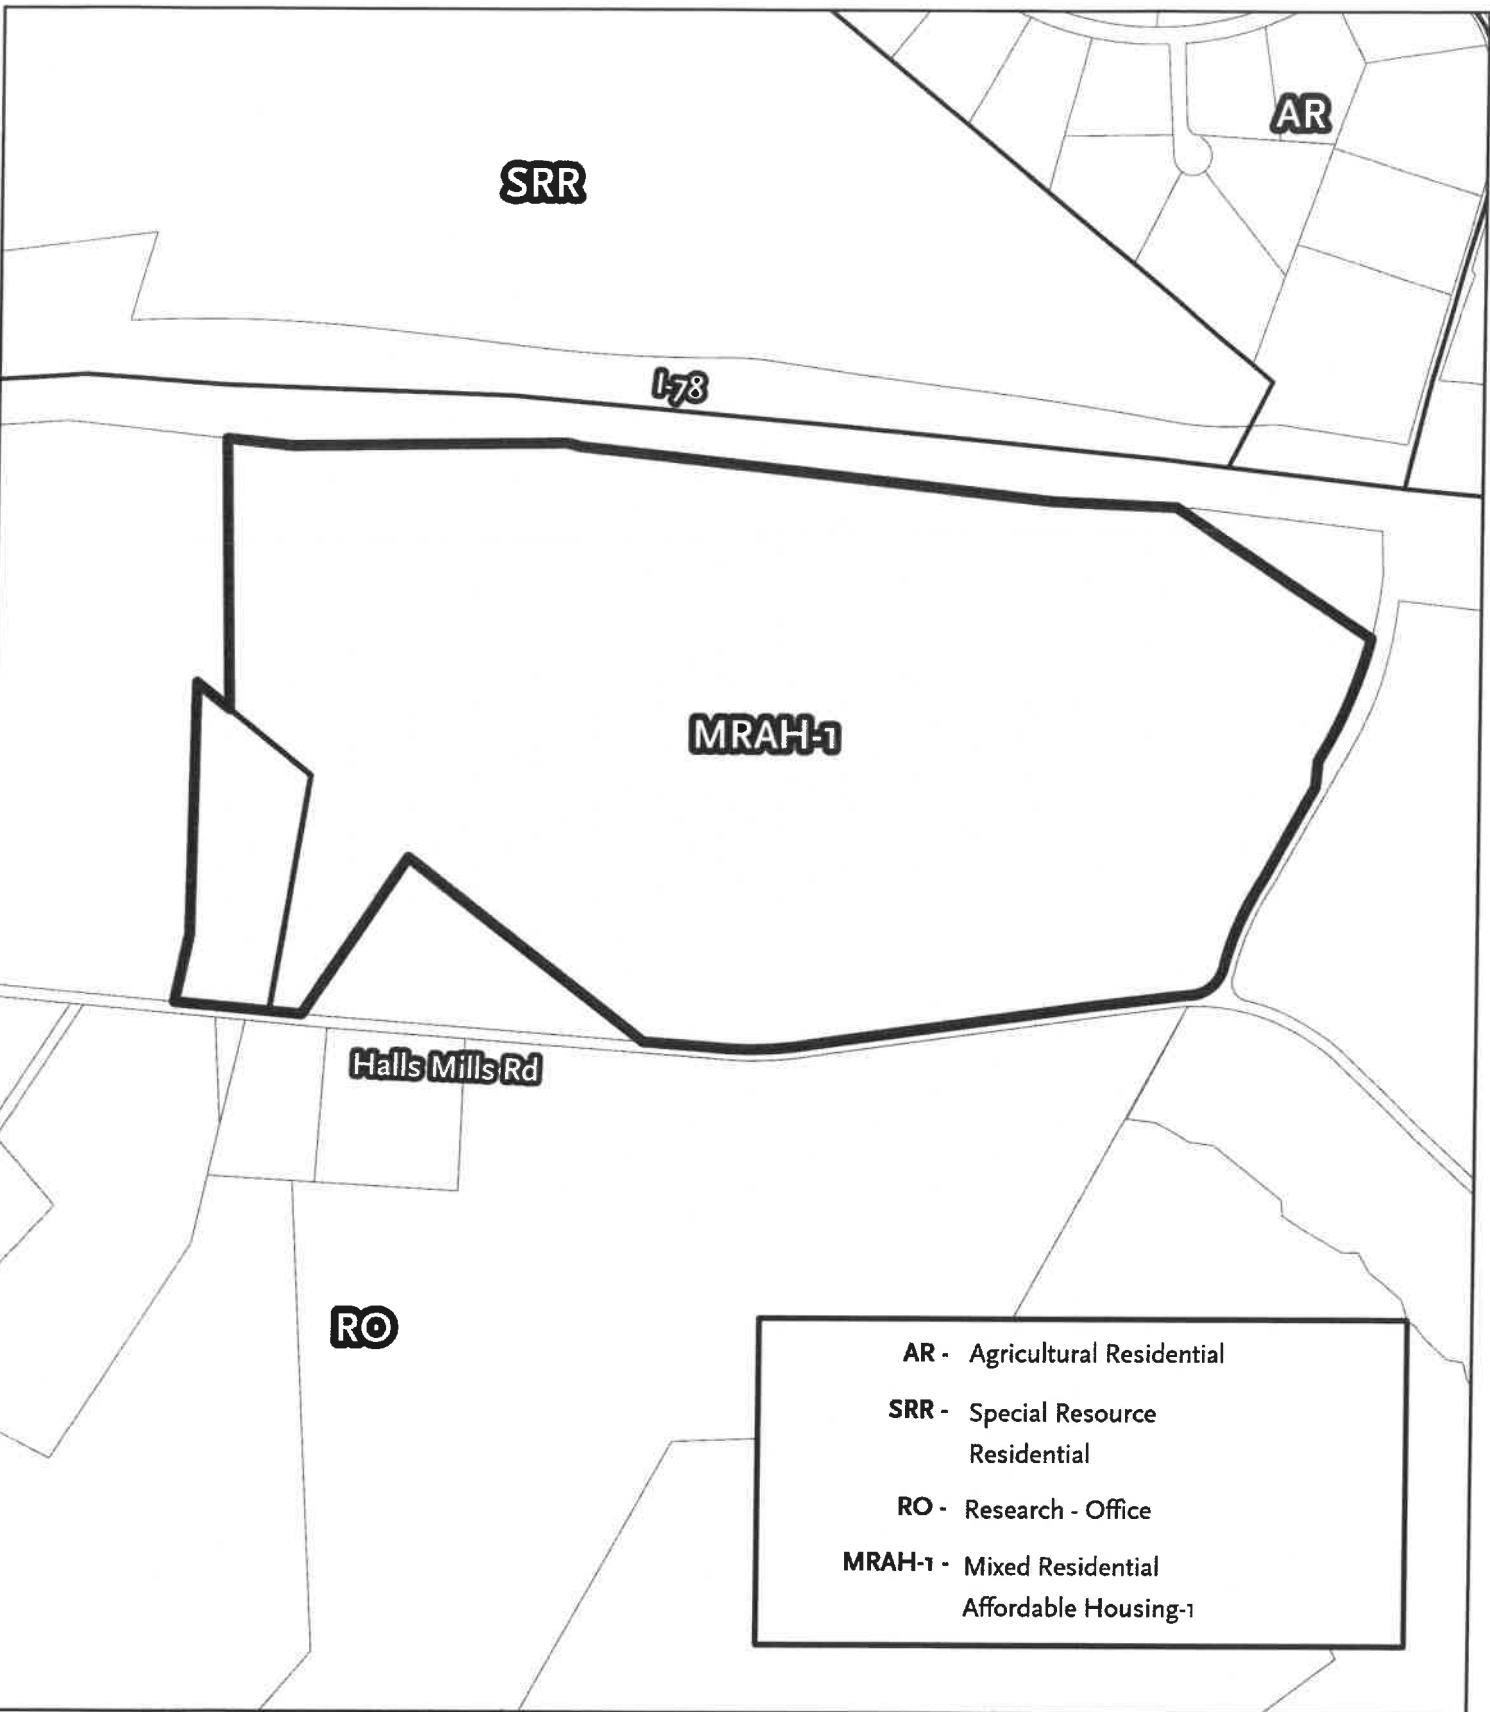 AR
SRR
I-78
MRAH-1
Halls Mills Rd
RO
AR - Agricultural Residential
SRR - Special Resource
Residential
RO - Research - Office
MRAH-1 - Mixed Residential
Affordable Housing-1